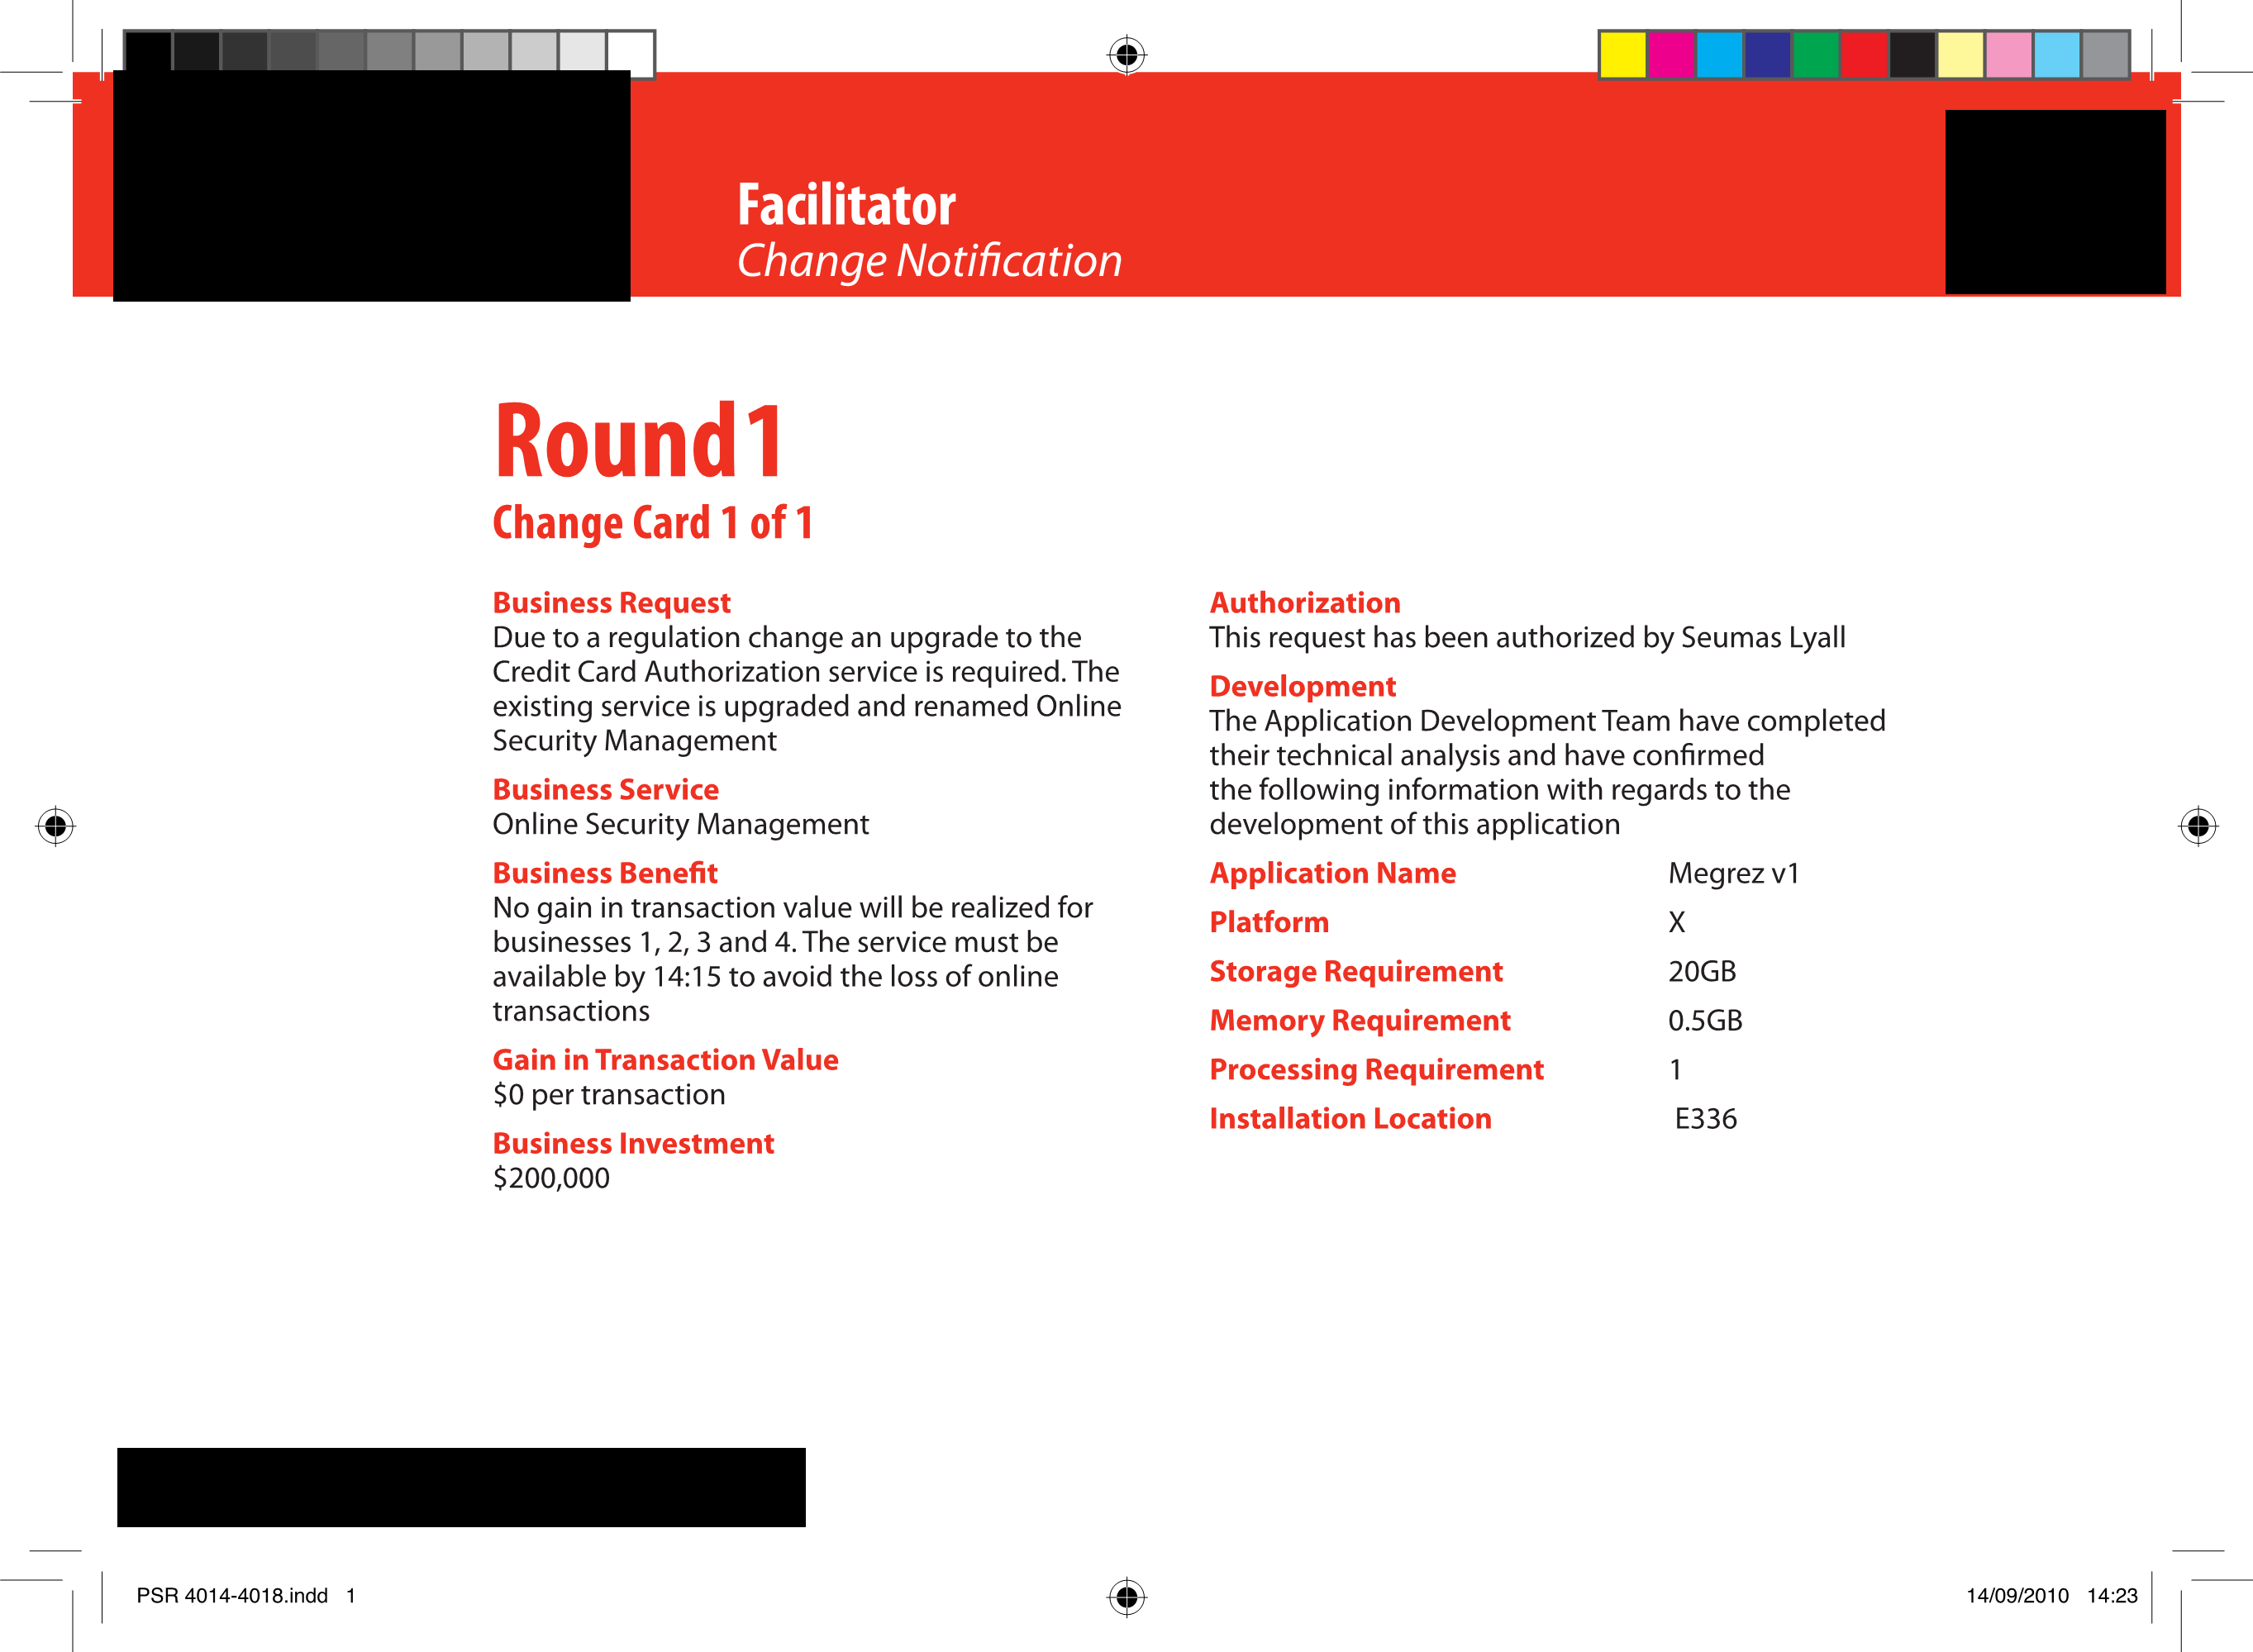 Facilitator
Change Notification
Round1
Change Card 1 of 1
Business Request
Due to a regulation change an upgrade to the
Credit Card Authorization service is required. The
existing service is upgraded and renamed Online
Security Management
Business Service
Online Security Management
Business Benefit
No gain in transaction value will be realized for
businesses 1, 2, 3 and 4. The service must be
available by 14:15 to avoid the loss of online
transactions
Gain in Transaction Value
$0 per transaction
Business Investment
$200,000
Authorization
This request has been authorized by Seumas Lyall
Development
The Application Development Team have completed
their technical analysis and have confirmed
the following information with regards to the
development of this application
Application Name Megrez v1
Platform X
Storage Requirement 20GB
Memory Requirement 0.5GB
Processing Requirement 1
Installation Location E336
PSR 4014-4018.indd 1 14/09/2010 14:23